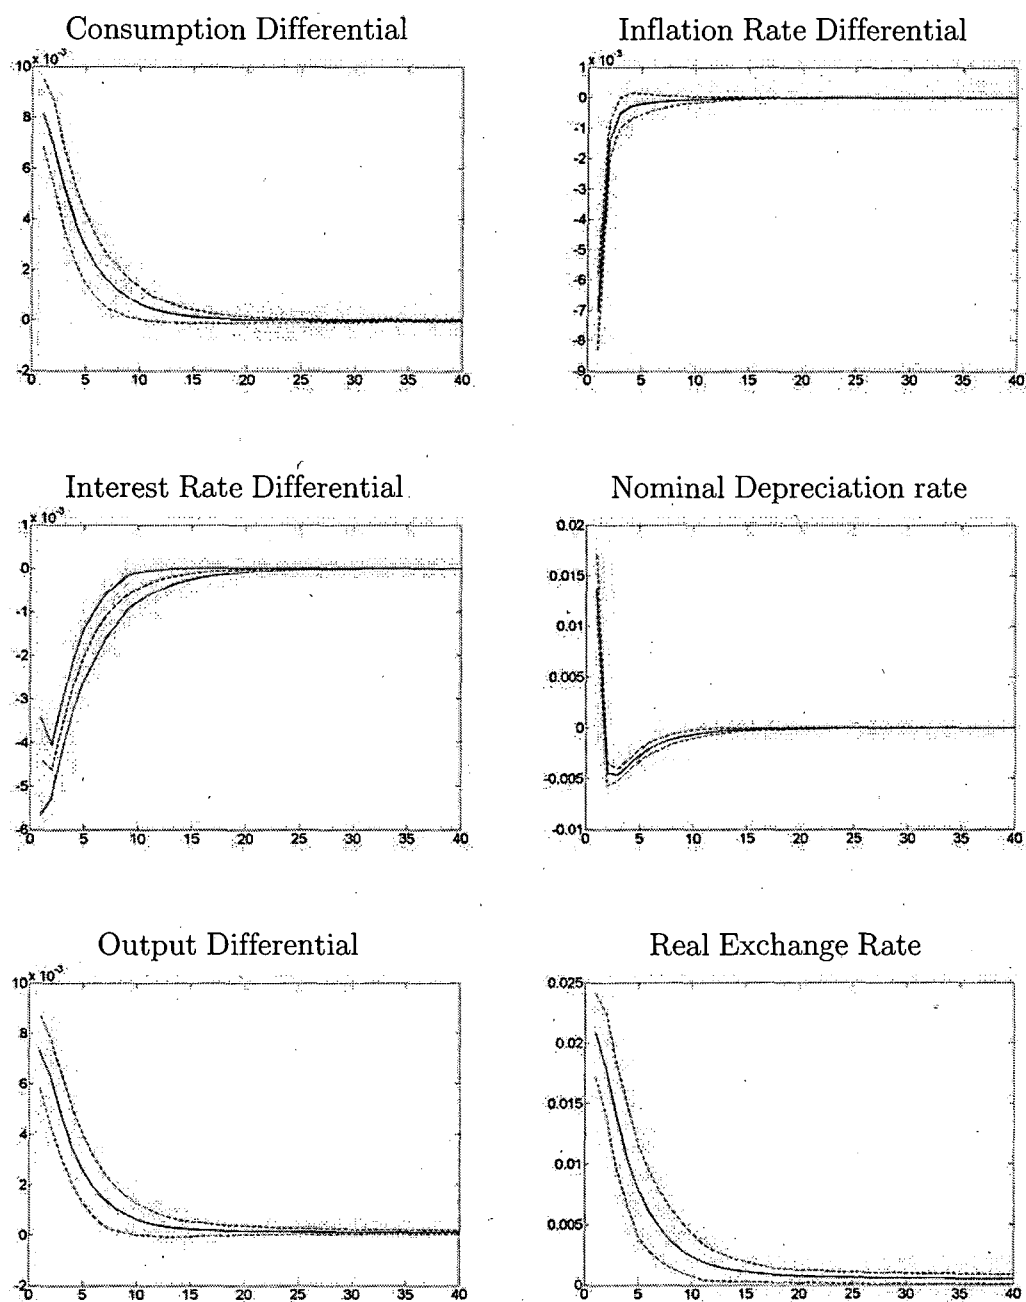 Consumption Differential
10 x 10⁻³
8
6
4
2
0
-2
0 5 10 15 20 25 30 35 40
Inflation Rate Differential
1 x 10⁻³
0
-1
-2
-3
-4
-5
-6
-7
-8
-9
0 5 10 15 20 25 30 35 40
Interest Rate Differential
1 x 10⁻³
0
-1
-2
-3
-4
-5
-6
0 5 10 15 20 25 30 35 40
Nominal Depreciation rate
0.02
0.015
0.01
0.005
0
-0.005
-0.01
0 5 10 15 20 25 30 35 40
Output Differential
10 x 10⁻³
8
6
4
2
0
-2
0 5 10 15 20 25 30 35 40
Real Exchange Rate
0.025
0.02
0.015
0.01
0.005
0
0 5 10 15 20 25 30 35 40